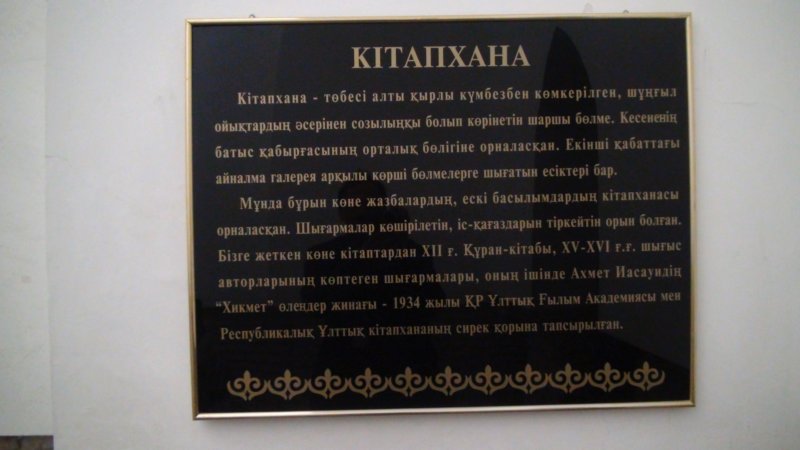 КІТАПХАНА
Кітапхана - төбесі алты қырлы күмбезбен көмкерілген, шұңғыл
ойықтардың әсерінен созылыңқы болып көрінетін шаршы бөлме. Кесененің
батыс қабырғасының орталық бөлігіне орналасқан. Екінші қабаттағы
айналма галерея арқылы көрші бөлмелерге шығатын есіктері бар.
Мұнда бұрын көне жазбалардың, ескі басылымдардың кітапханасы
орналасқан. Шығармалар көшірілетін, іс-қағаздарын тіркейтін орын болған.
Бізге жеткен көне кітаптардан XII ғ. Құран-кітабы, XV-XVI ғ.ғ. шығыс
авторларының көптеген шығармалары, оның ішінде Ахмет Иасауидің
“Хикмет” өлеңдер жинағы - 1934 жылы ҚР Ұлттық Ғылым Академиясы мен
Республикалық Ұлттық кітапхананың сирек қорына тапсырылған.